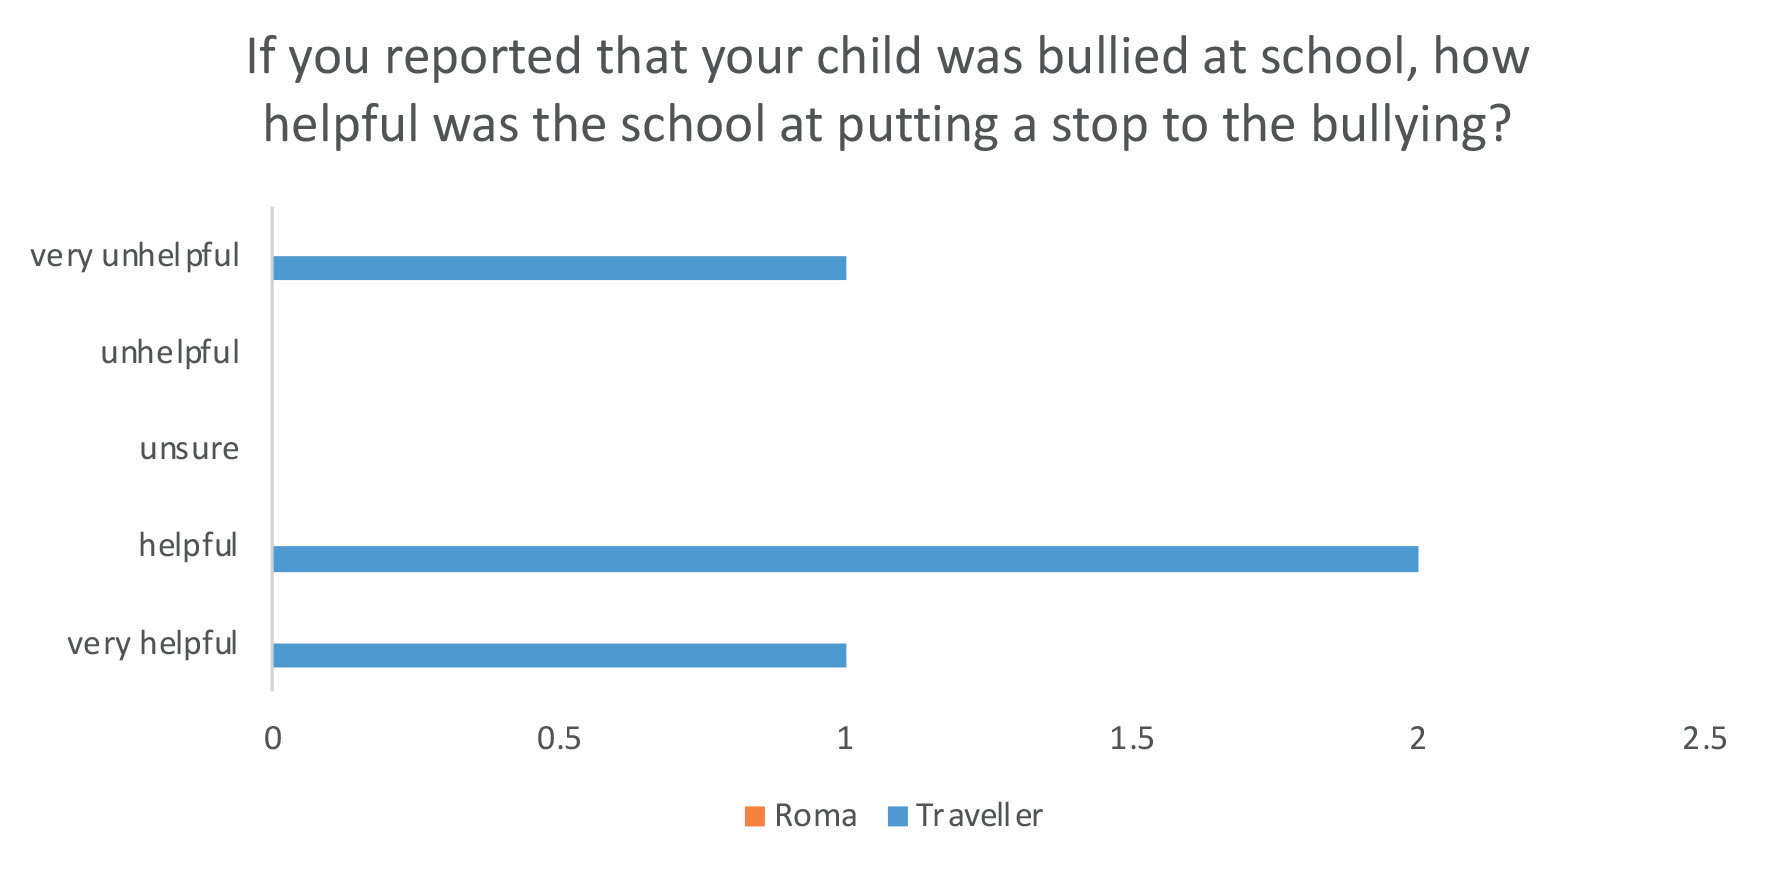 If you reported that your child was bullied at school, how
helpful was the school at putting a stop to the bullying?
very unhelpful
unhelpful
unsure
helpful
very helpful
0 0.5 1 1.5 2 2.5
Roma Traveller